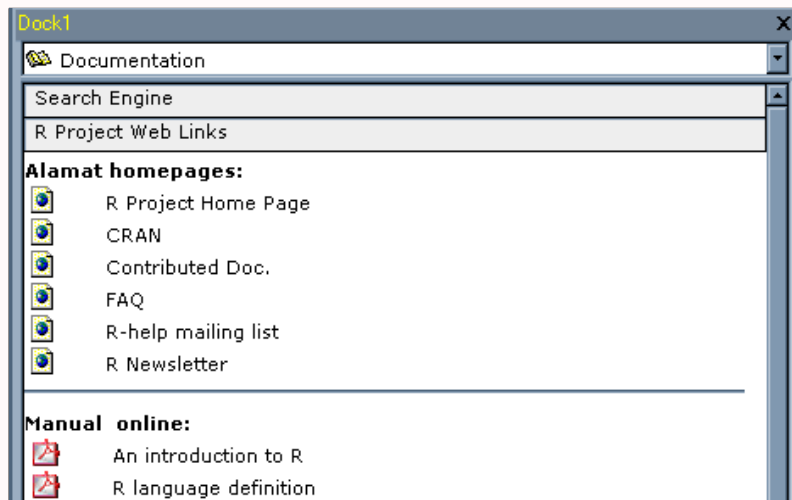 Dock1
Documentation
Search Engine
R Project Web Links
Alamat homepages:
R Project Home Page
CRAN
Contributed Doc.
FAQ
R-help mailing list
R Newsletter
Manual online:
An introduction to R
R language definition